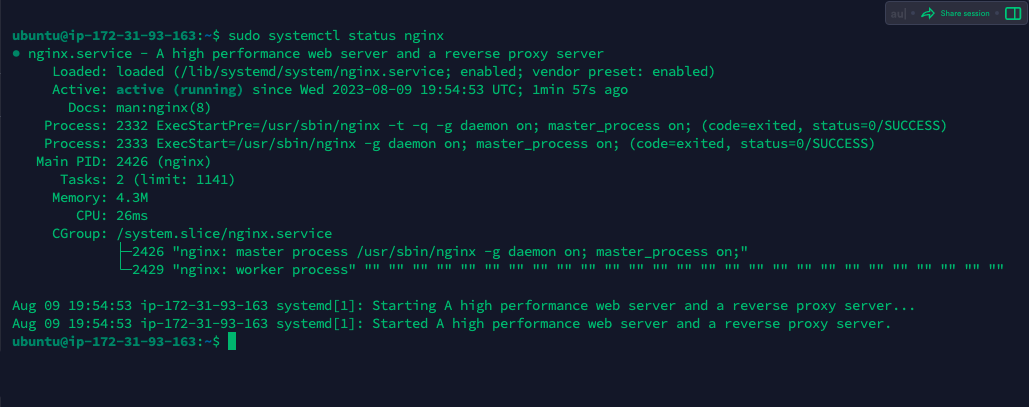 au
Share session
ubuntu@ip-172-31-93-163:~$ sudo systemctl status nginx
● nginx.service - A high performance web server and a reverse proxy server
     Loaded: loaded (/lib/systemd/system/nginx.service; enabled; vendor preset: enabled)
     Active: active (running) since Wed 2023-08-09 19:54:53 UTC; 1min 57s ago
       Docs: man:nginx(8)
    Process: 2332 ExecStartPre=/usr/sbin/nginx -t -q -g daemon on; master_process on; (code=exited, status=0/SUCCESS)
    Process: 2333 ExecStart=/usr/sbin/nginx -g daemon on; master_process on; (code=exited, status=0/SUCCESS)
   Main PID: 2426 (nginx)
      Tasks: 2 (limit: 1141)
     Memory: 4.3M
        CPU: 26ms
     CGroup: /system.slice/nginx.service
             ├─2426 "nginx: master process /usr/sbin/nginx -g daemon on; master_process on;"
             └─2429 "nginx: worker process" "" "" "" "" "" "" "" "" "" "" "" "" "" "" "" "" "" "" "" "" "" "" "" "" "" "" ""

Aug 09 19:54:53 ip-172-31-93-163 systemd[1]: Starting A high performance web server and a reverse proxy server...
Aug 09 19:54:53 ip-172-31-93-163 systemd[1]: Started A high performance web server and a reverse proxy server.
ubuntu@ip-172-31-93-163:~$